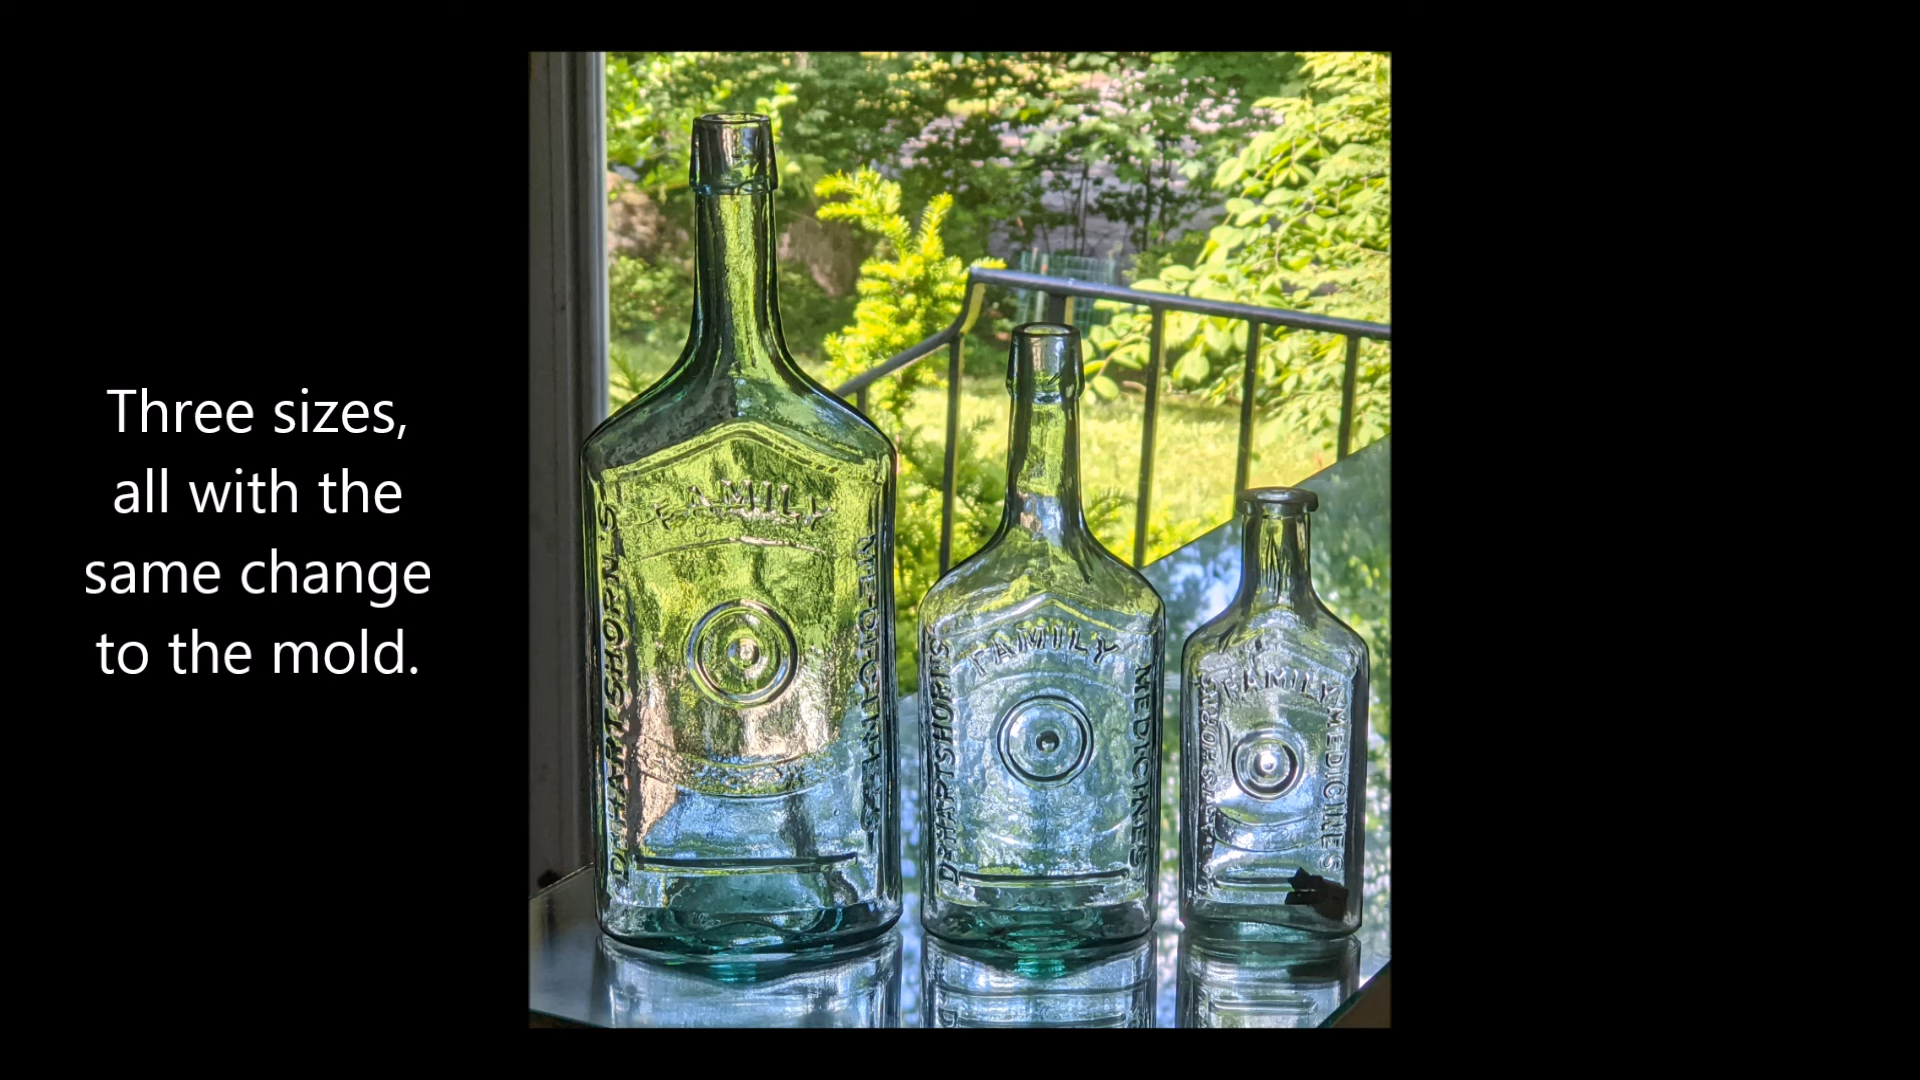 Three sizes,
all with the
same change
to the mold.
FAMILY
DR HARTSHORN'S
MEDICINES
FAMILY
DR HARTSHORN'S
MEDICINES
FAMILY
HARTSHORN'S
MEDICINES